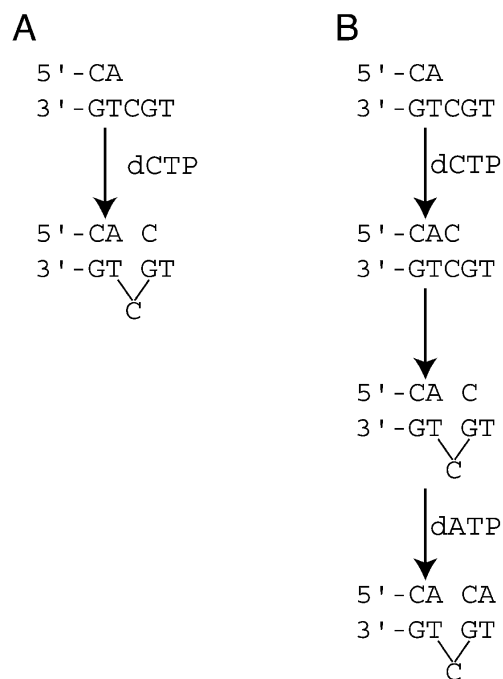 A
5'-CA
3'-GTCGT
dCTP
5'-CA C
3'-GT GT
C
B
5'-CA
3'-GTCGT
dCTP
5'-CAC
3'-GTCGT
5'-CA C
3'-GT GT
C
dATP
5'-CA CA
3'-GT GT
C